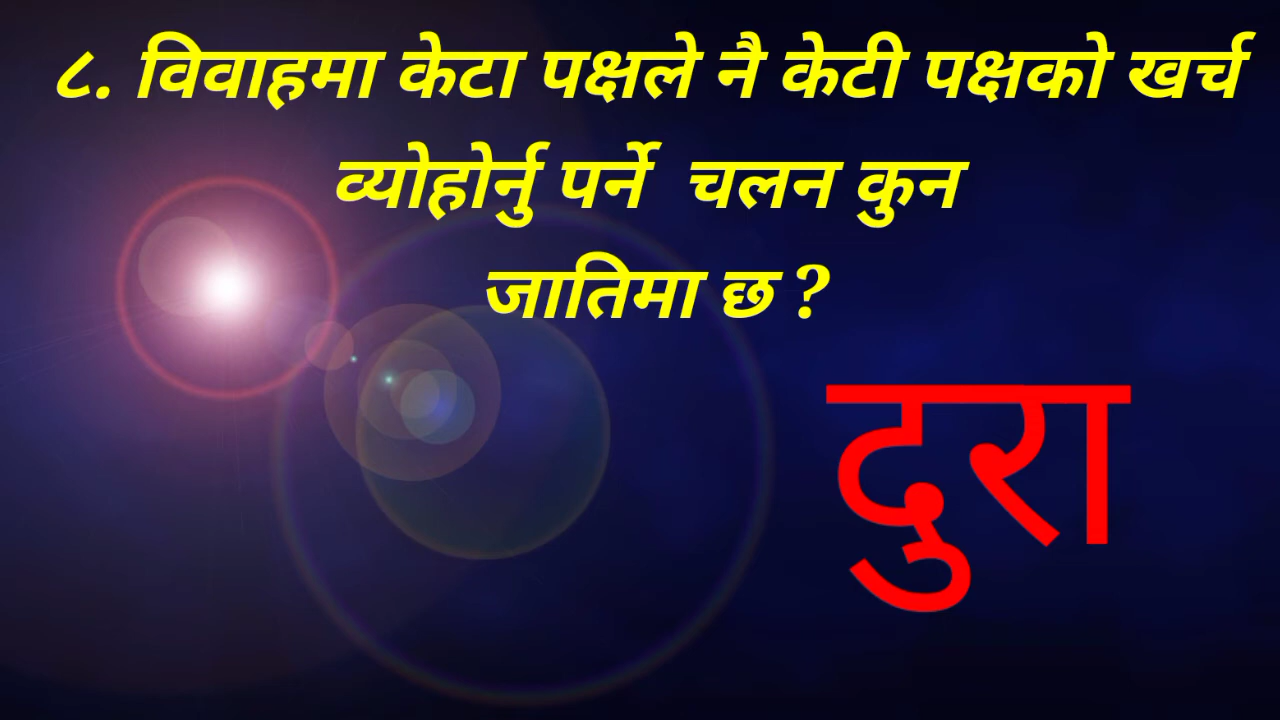 ८. विवाहमा केटा पक्षले नै केटी पक्षको खर्च
व्योहोर्नु पर्ने चलन कुन
जातिमा छ ?
दुरा